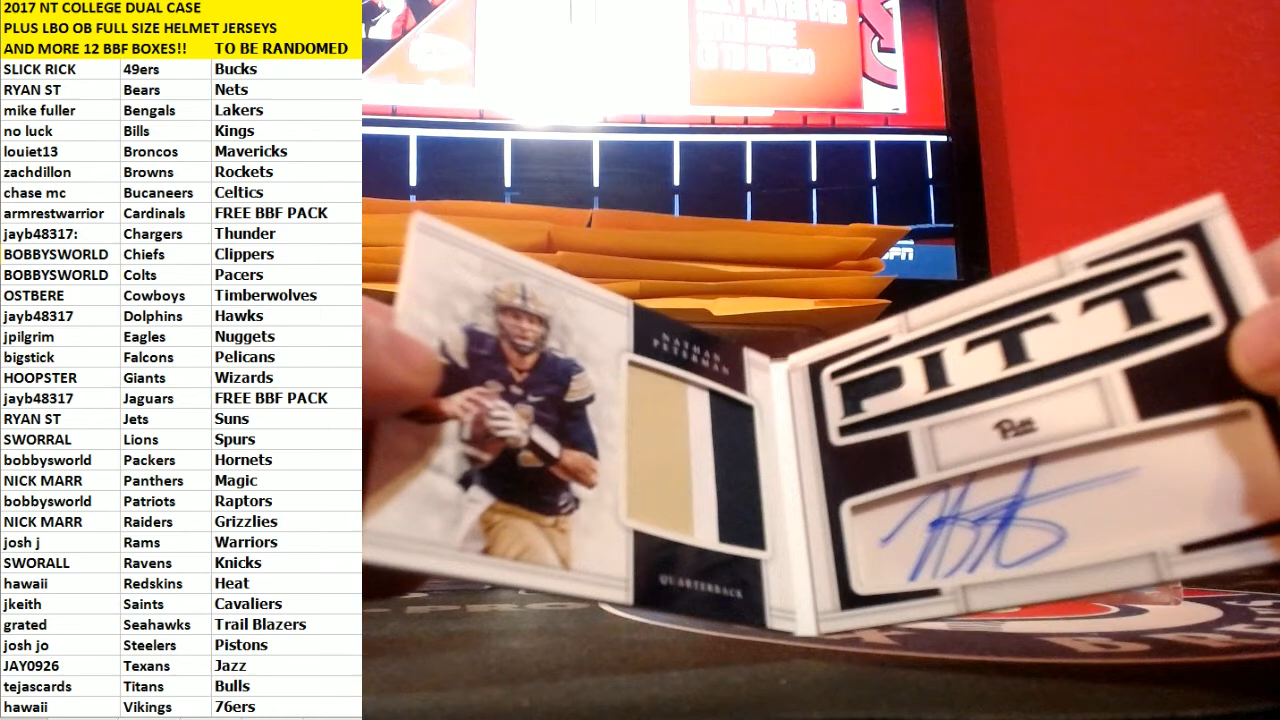 2017 NT COLLEGE DUAL CASE
PLUS LBO OB FULL SIZE HELMET JERSEYS
AND MORE 12 BBF BOXES!! TO BE RANDOMED
SLICK RICK 49ers Bucks
RYAN ST Bears Nets
mike fuller Bengals Lakers
no luck Bills Kings
louiet13 Broncos Mavericks
zachdillon Browns Rockets
chase mc Bucaneers Celtics
armrestwarrior Cardinals FREE BBF PACK
jayb48317: Chargers Thunder
BOBBYSWORLD Chiefs Clippers
BOBBYSWORLD Colts Pacers
OSTBERE Cowboys Timberwolves
jayb48317 Dolphins Hawks
jpilgrim Eagles Nuggets
bigstick Falcons Pelicans
HOOPSTER Giants Wizards
jayb48317 Jaguars FREE BBF PACK
RYAN ST Jets Suns
SWORRAL Lions Spurs
bobbysworld Packers Hornets
NICK MARR Panthers Magic
bobbysworld Patriots Raptors
NICK MARR Raiders Grizzlies
josh j Rams Warriors
SWORALL Ravens Knicks
hawaii Redskins Heat
jkeith Saints Cavaliers
grated Seahawks Trail Blazers
josh jo Steelers Pistons
JAY0926 Texans Jazz
tejascards Titans Bulls
hawaii Vikings 76ers
PLAYER EVER
WITH MORE
NATHAN
PETERMAN
QUARTERBACK
PITT
Pitt